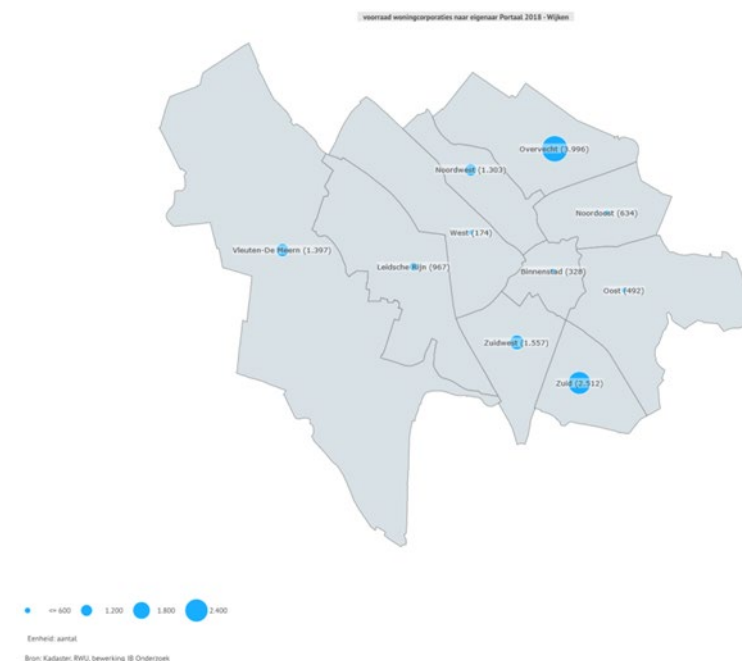 voorraad woningcorporaties naar eigenaar Portaal 2018 - Wijken
Overvecht (3.996)
Noordwest (1.303)
Noordoost (634)
West (174)
Vleuten-De Meern (1.397)
Leidsche Rijn (967)
Binnenstad (328)
Oost (492)
Zuidwest (1.557)
Zuid (2.512)
<= 600 1.200 1.800 2.400
Eenheid: aantal
Bron: Kadaster, RWU, bewerking IB Onderzoek